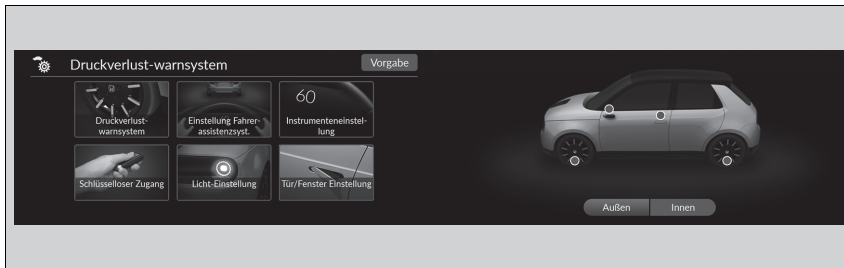 Druckverlust-warnsystem
Vorgabe
Druckverlust-
warnsystem
Einstellung Fahrer-
assistenzsyst.
60
Instrumenteneinstel-
lung
Schlüsselloser Zugang
Licht-Einstellung
Tür/Fenster Einstellung
Außen
Innen